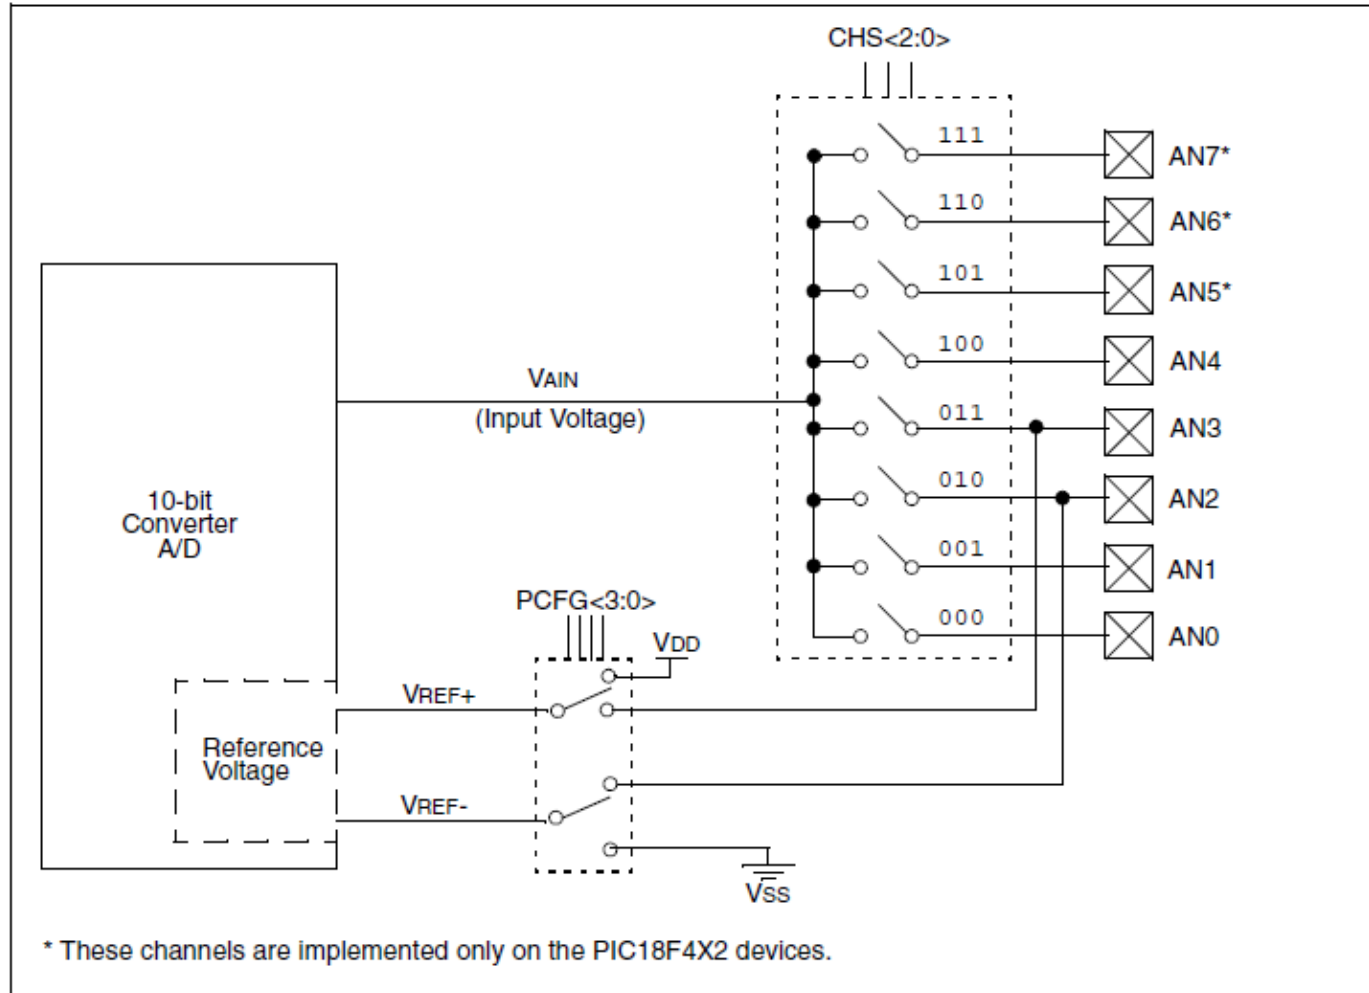 CHS<2:0>
111
AN7*
110
AN6*
101
AN5*
100
AN4
VAIN
(Input Voltage)
011
AN3
010
AN2
10-bit
Converter
A/D
001
AN1
PCFG<3:0>
000
AN0
VDD
VREF+
Reference
Voltage
VREF-
VSS
* These channels are implemented only on the PIC18F4X2 devices.